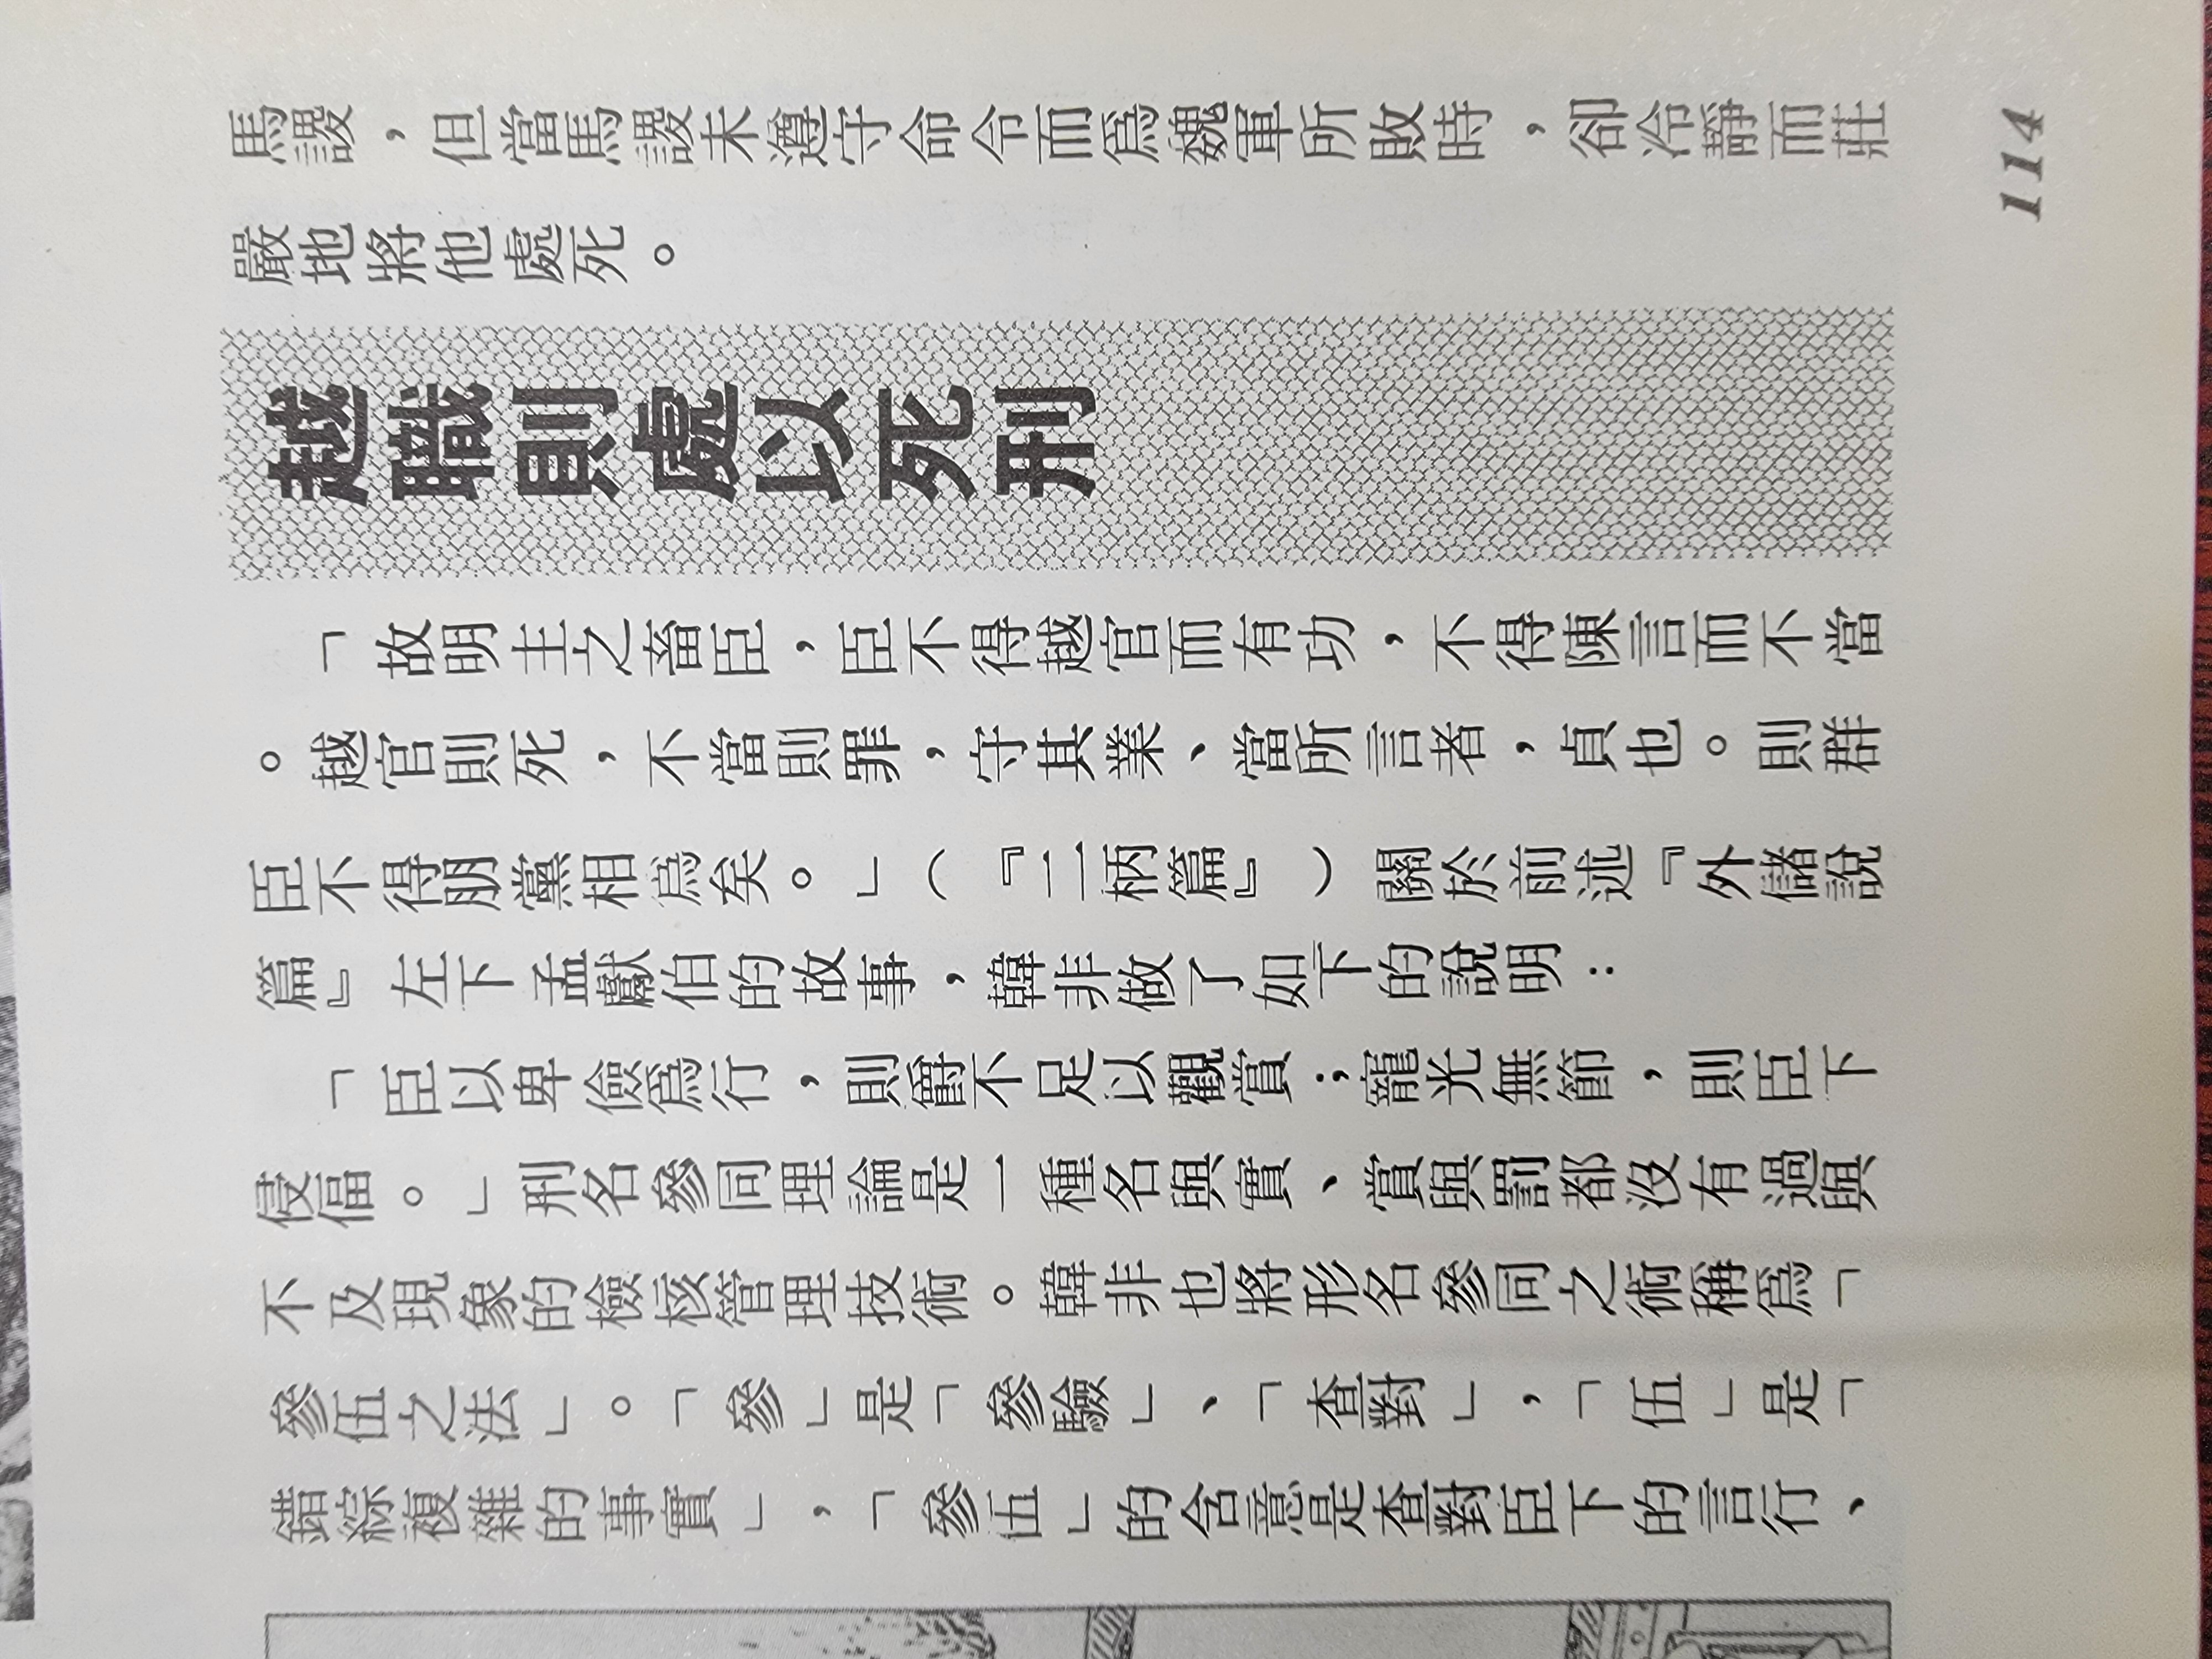 馬謖，但當馬謖未遵守命令而爲魏軍所敗時，卻冷靜而莊
嚴地將他處死。
越職則處以死刑
「故明主之畜臣，臣不得越官而有功，不得陳言而不當
。越官則死，不當則罪，守其業、當所言者，貞也。則群
臣不得朋黨相爲矣。」（『二柄篇』）關於前述『外儲說
篇』左下孟獻伯的故事，韓非做了如下的說明：
「臣以卑儉爲行，則爵不足以觀賞；寵光無節，則臣下
侵偪。」刑名參同理論是一種名與實、賞與罰都沒有過與
不及現象的檢核管理技術。韓非也將形名參同之術稱爲「
參伍之法」。「參」是「參驗」、「查對」，「伍」是「
錯綜複雜的事實」，「參伍」的含意是查對臣下的言行、
114